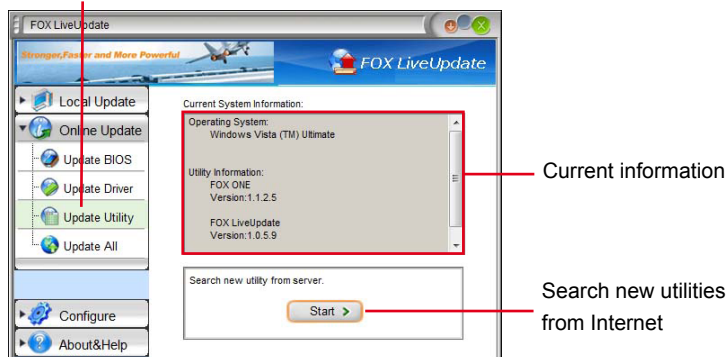 FOX LiveUpdate
Stronger,Faster and More Powerful
FOX LiveUpdate
Local Update
Online Update
Update BIOS
Update Driver
Update Utility
Update All
Configure
About&Help
Current System Information:
Operating System:
Windows Vista (TM) Ultimate
Utility Information:
FOX ONE
Version:1.1.2.5
FOX LiveUpdate
Version:1.0.5.9
Search new utility from server.
Start
Current information
Search new utilities
from Internet